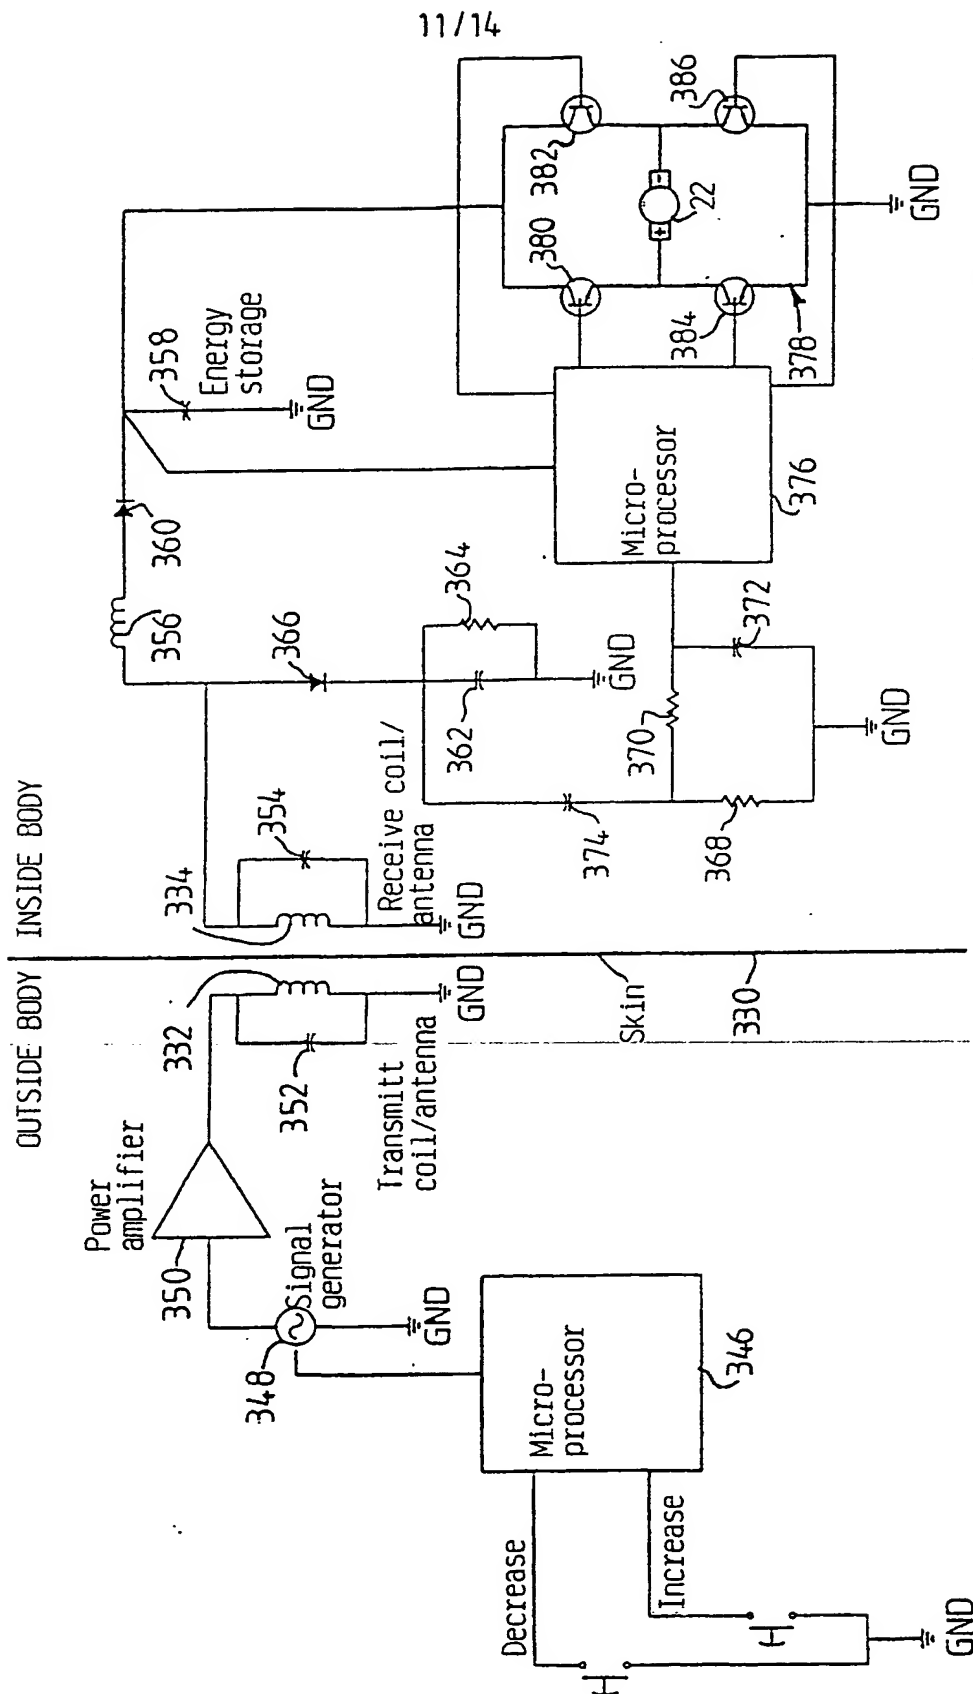 11/14
OUTSIDE BODY
INSIDE BODY
Decrease
Increase
GND
Micro-
processor
346
348
Signal
generator
GND
350
Power
amplifier
332
352
Transmitt
coil/antenna
GND
Skin
330
334
354
Receive coil/
antenna
GND
356
360
358
Energy
storage
GND
366
362
364
GND
374
370
368
372
GND
Micro-
processor
376
380
382
384
386
22
378
GND